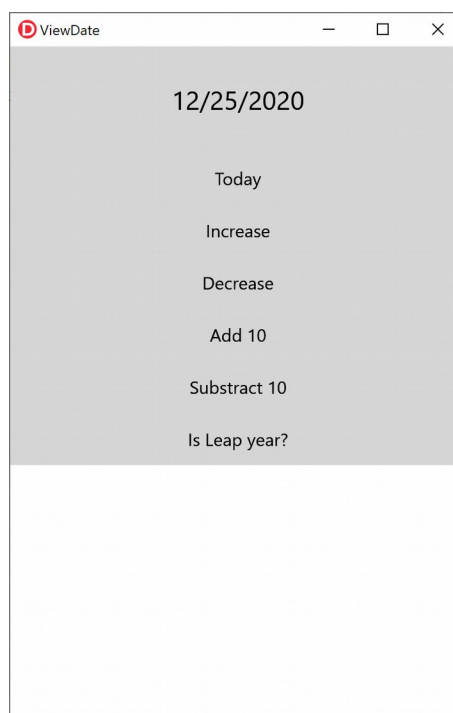 ViewDate
12/25/2020
Today
Increase
Decrease
Add 10
Substract 10
Is Leap year?